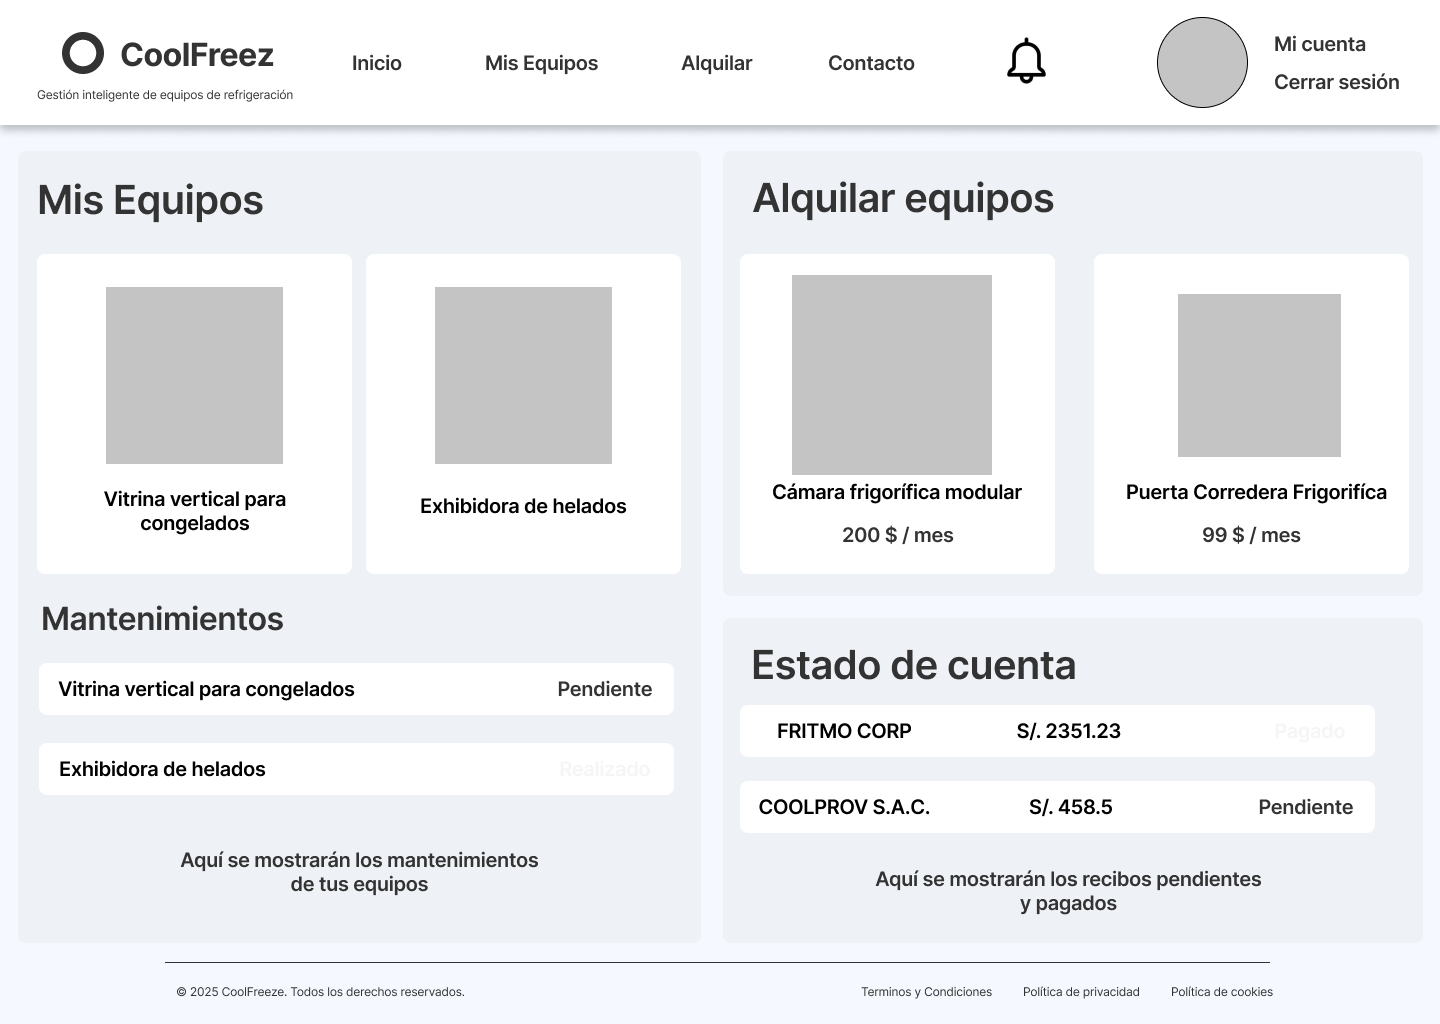 CoolFreez
Gestión inteligente de equipos de refrigeración
Inicio
Mis Equipos
Alquilar
Contacto
Mi cuenta
Cerrar sesión
Mis Equipos
Vitrina vertical para
congelados
Exhibidora de helados
Mantenimientos
Vitrina vertical para congelados Pendiente
Exhibidora de helados Realizado
Aquí se mostrarán los mantenimientos
de tus equipos
Alquilar equipos
Cámara frigorífica modular
200 $ / mes
Puerta Corredera Frigorifíca
99 $ / mes
Estado de cuenta
FRITMO CORP S/. 2351.23 Pagado
COOLPROV S.A.C. S/. 458.5 Pendiente
Aquí se mostrarán los recibos pendientes
y pagados
© 2025 CoolFreeze. Todos los derechos reservados.
Terminos y Condiciones
Política de privacidad
Política de cookies